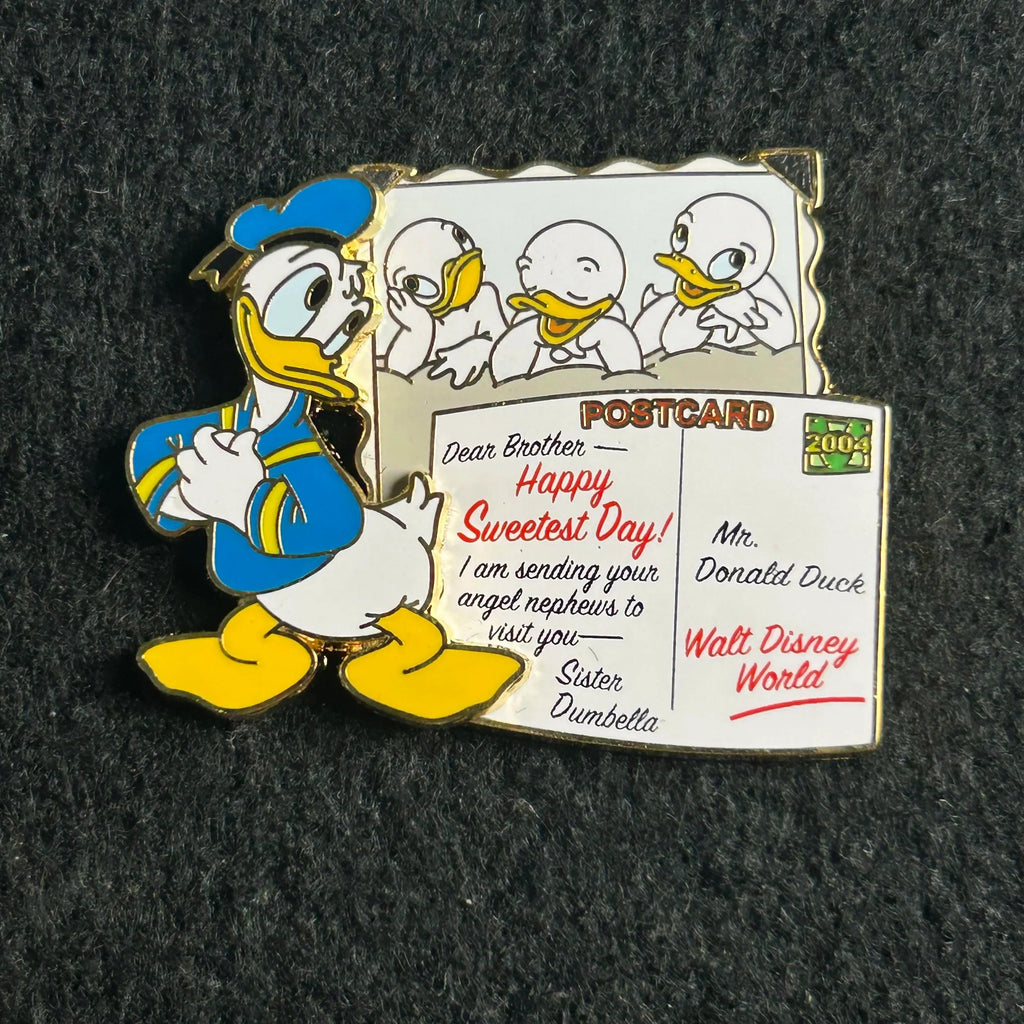 POSTCARD
2004
Dear Brother —
Happy
Sweetest Day!
I am sending your
angel nephews to
visit you —
Sister
Dumbella
Mr.
Donald Duck
Walt Disney
World